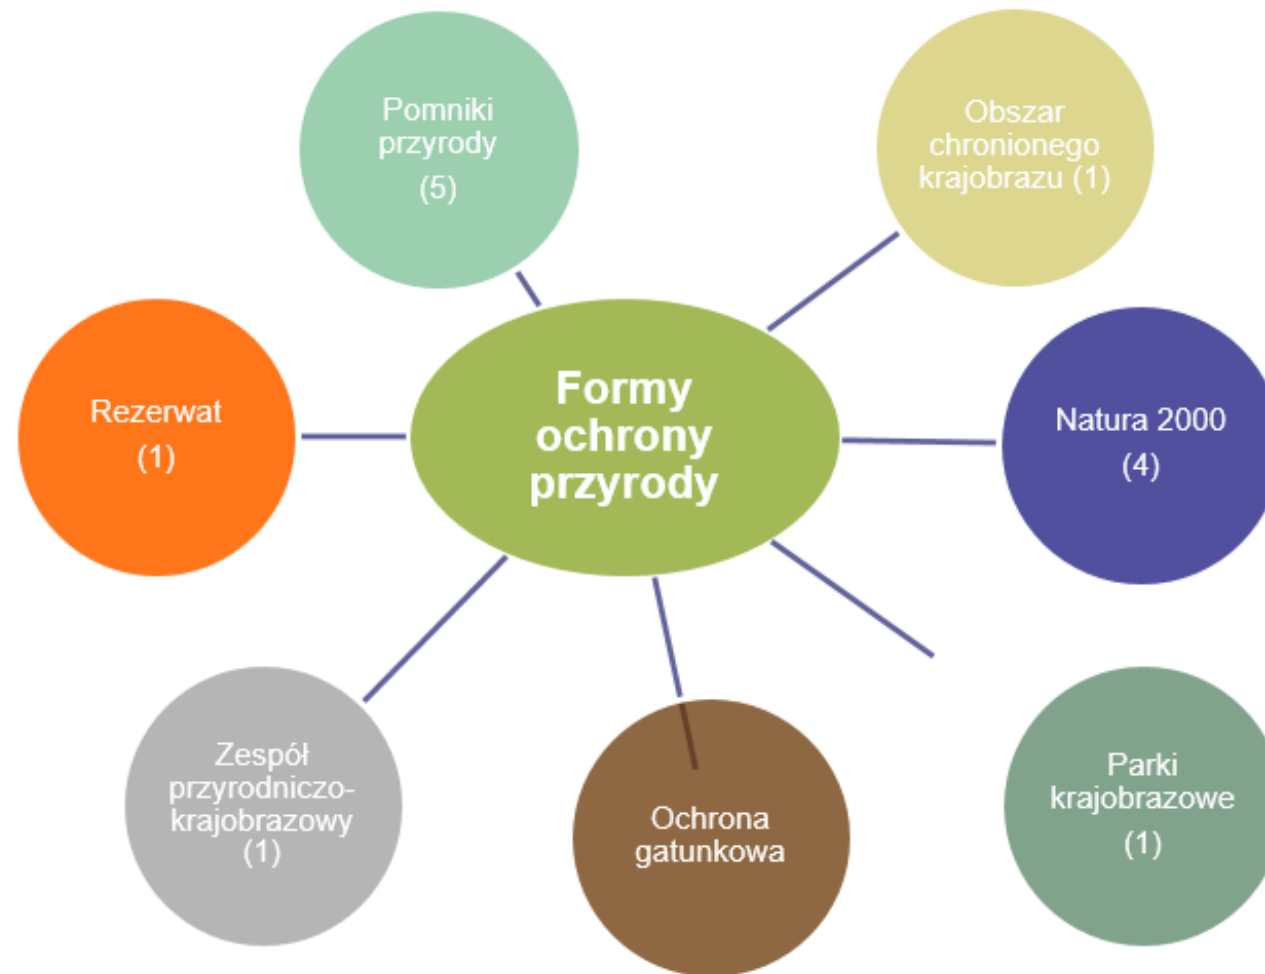 Pomniki
przyrody
(5)
Obszar
chronionego
krajobrazu (1)
Rezerwat
(1)
Formy
ochrony
przyrody
Natura 2000
(4)
Zespół
przyrodniczo-
krajobrazowy
(1)
Ochrona
gatunkowa
Parki
krajobrazowe
(1)